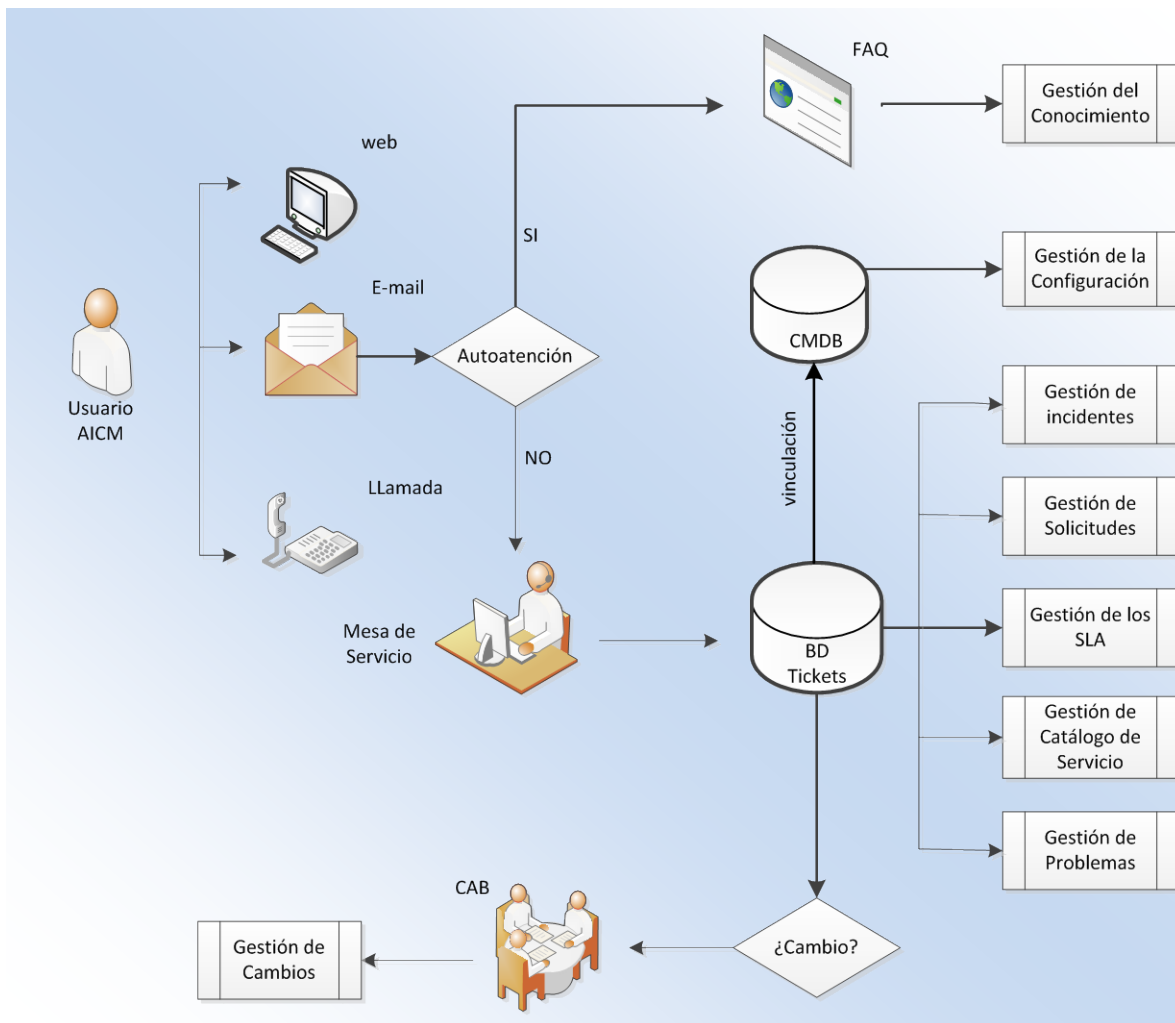 FAQ
Gestión del
Conocimiento
web
SI
Gestión de la
Configuración
E-mail
CMDB
Autoatención
Usuario
AICM
Gestión de
incidentes
vinculación
NO
LLamada
Gestión de
Solicitudes
Mesa de
Servicio
BD
Tickets
Gestión de los
SLA
Gestión de
Catálogo de
Servicio
Gestión de
Problemas
CAB
¿Cambio?
Gestión de
Cambios